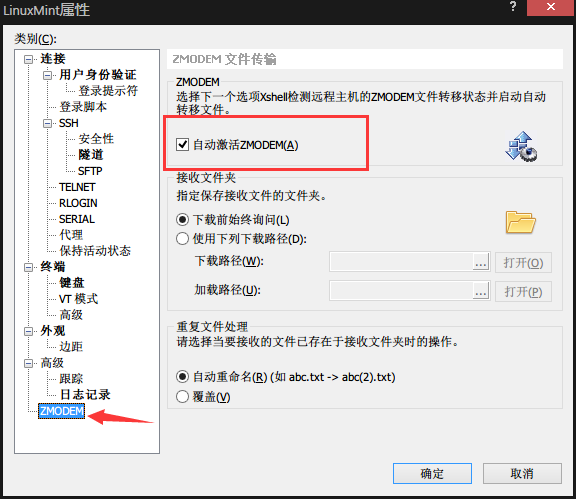 LinuxMint属性
?
类别(C):
连接
用户身份验证
登录提示符
登录脚本
SSH
安全性
隧道
SFTP
TELNET
RLOGIN
SERIAL
代理
保持活动状态
终端
键盘
VT 模式
高级
外观
边距
高级
跟踪
日志记录
ZMODEM
ZMODEM 文件传输
ZMODEM
选择下一个选项Xshell检测远程主机的ZMODEM文件转移状态并启动自动
转移文件。
自动激活ZMODEM(A)
接收文件夹
指定保存接收文件的文件夹。
下载前始终询问(L)
使用下列下载路径(D):
下载路径(W):
...
打开(O)
加载路径(U):
...
打开(P)
重复文件处理
请选择当要接收的文件已存在于接收文件夹时的操作。
自动重命名(R) (如 abc.txt -> abc(2).txt)
覆盖(V)
确定
取消